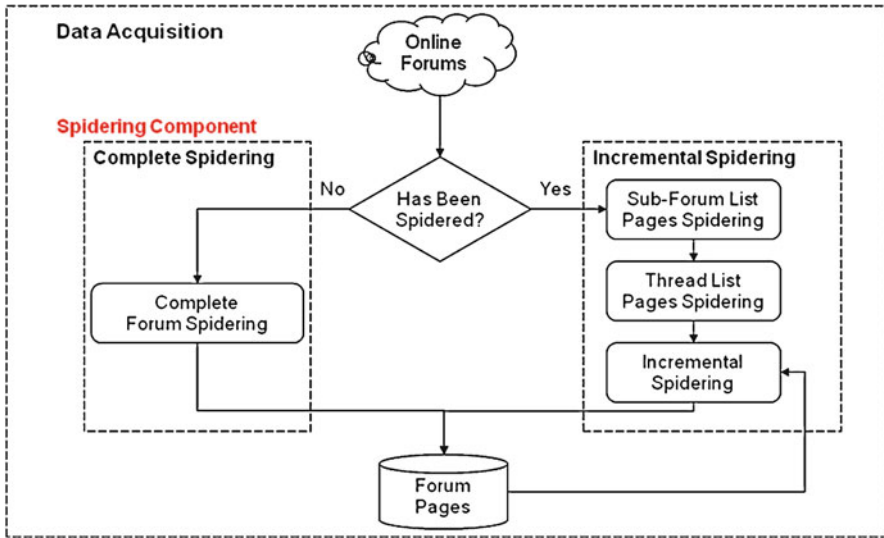 Data Acquisition
Online
Forums
Spidering Component
Complete Spidering
Incremental Spidering
No
Has Been
Spidered?
Yes
Sub-Forum List
Pages Spidering
Thread List
Pages Spidering
Complete
Forum Spidering
Incremental
Spidering
Forum
Pages